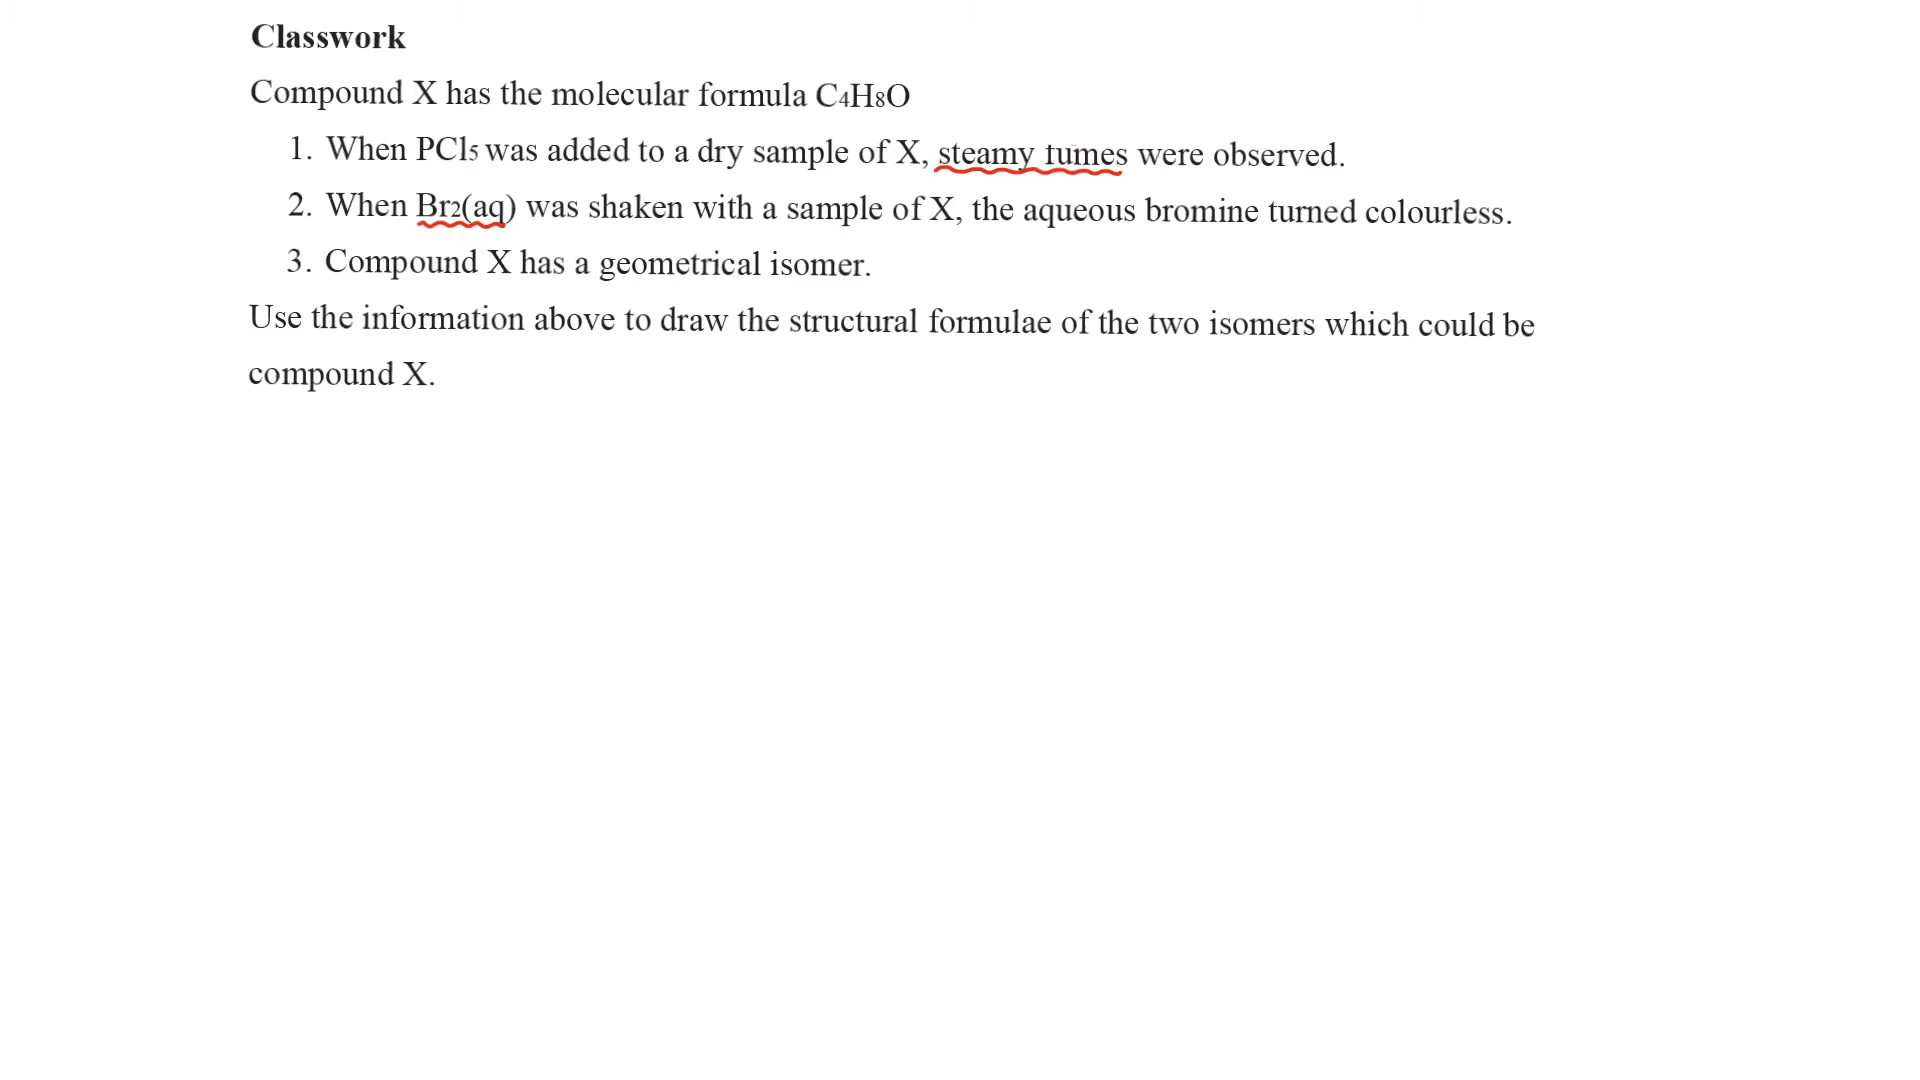 Classwork
Compound X has the molecular formula C4H8O
1. When PCl5 was added to a dry sample of X, steamy fumes were observed.
2. When Br2(aq) was shaken with a sample of X, the aqueous bromine turned colourless.
3. Compound X has a geometrical isomer.
Use the information above to draw the structural formulae of the two isomers which could be
compound X.